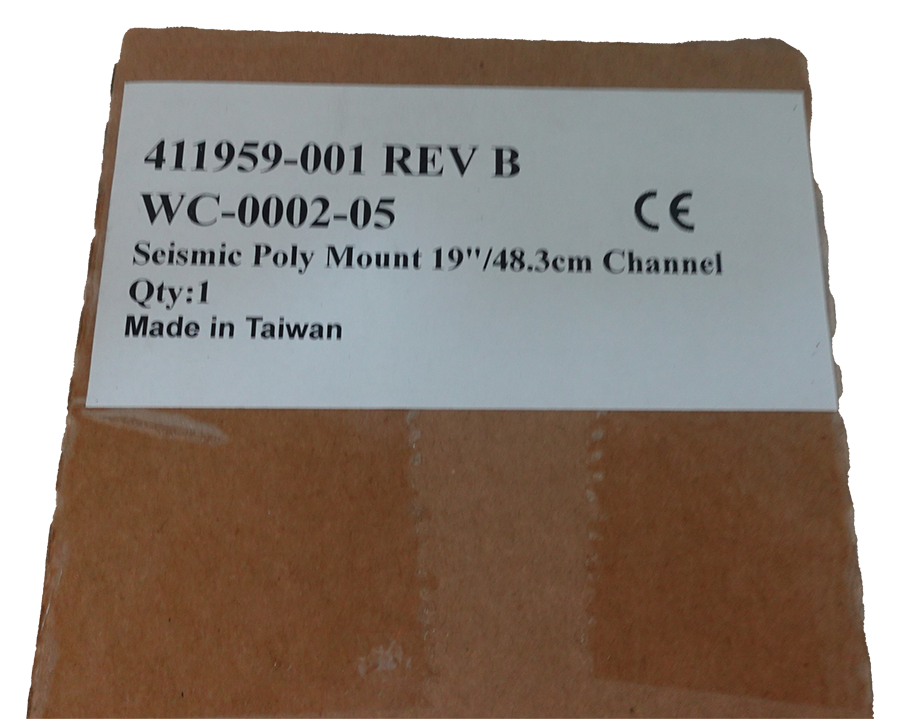 411959-001 REV B
WC-0002-05 CE
Seismic Poly Mount 19"/48.3cm Channel
Qty:1
Made in Taiwan